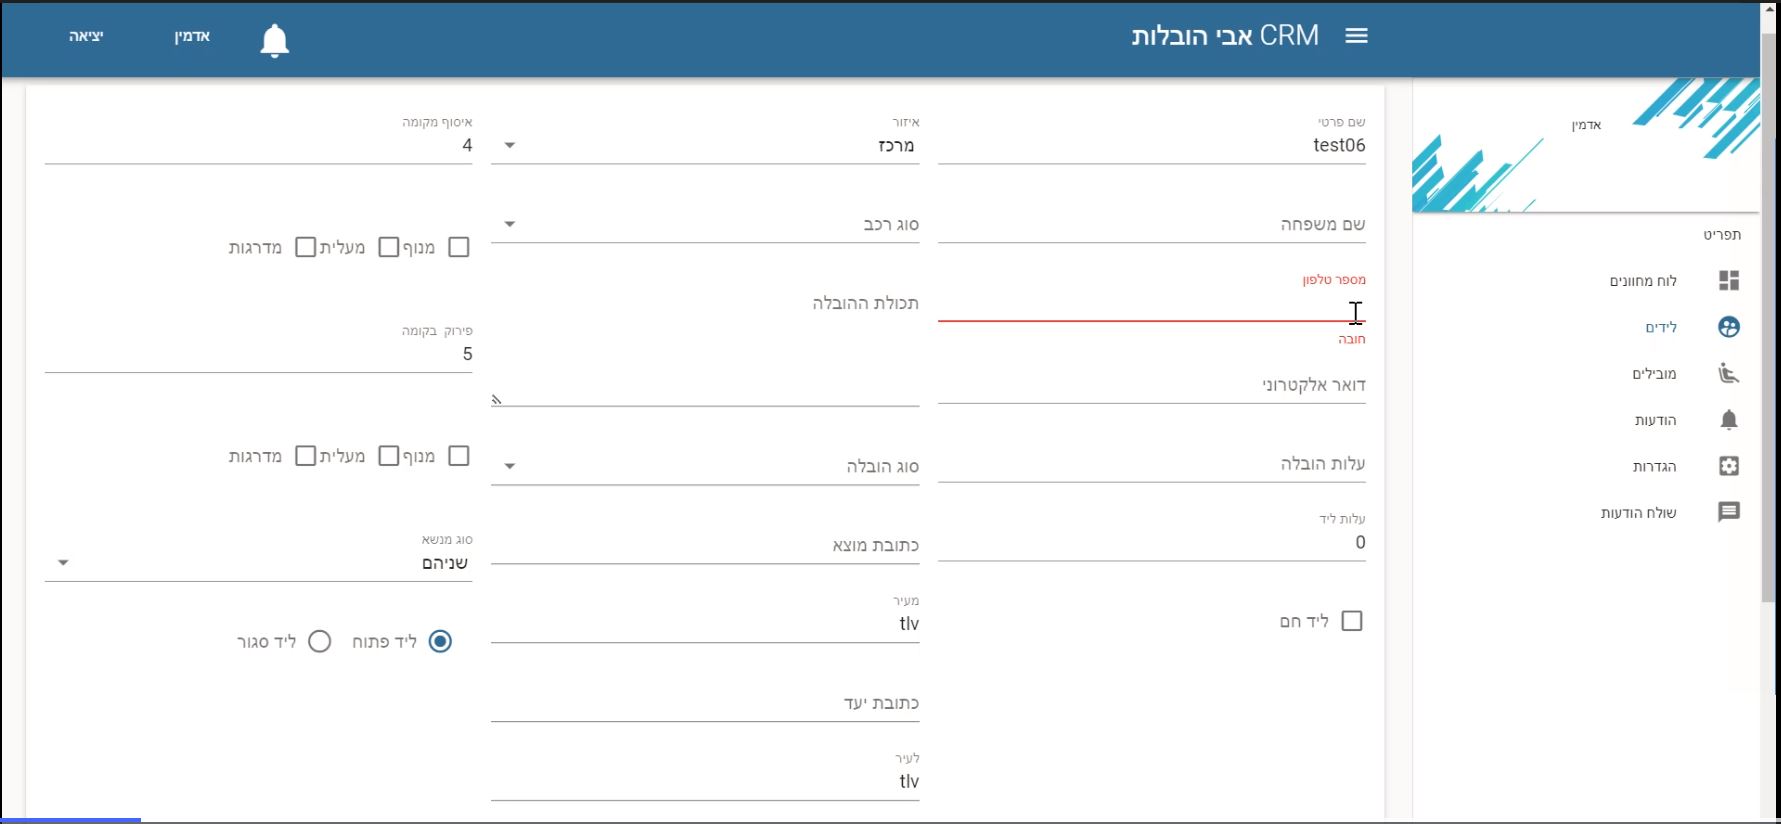 CRM אבי הובלות
אדמין
יציאה
אדמין
תפריט
לוח מחוונים
לידים
מובילים
הודעות
הגדרות
שולח הודעות
שם פרטי
test06
שם משפחה
מספר טלפון
חובה
דואר אלקטרוני
עלות הובלה
עלות ליד
0
ליד חם
איזור
מרכז
סוג רכב
תכולת ההובלה
סוג הובלה
כתובת מוצא
מעיר
tlv
כתובת יעד
לעיר
tlv
איסוף מקומה
4
מנוף מעלית מדרגות
פירוק בקומה
5
מנוף מעלית מדרגות
סוג מנשא
שניהם
ליד פתוח ליד סגור